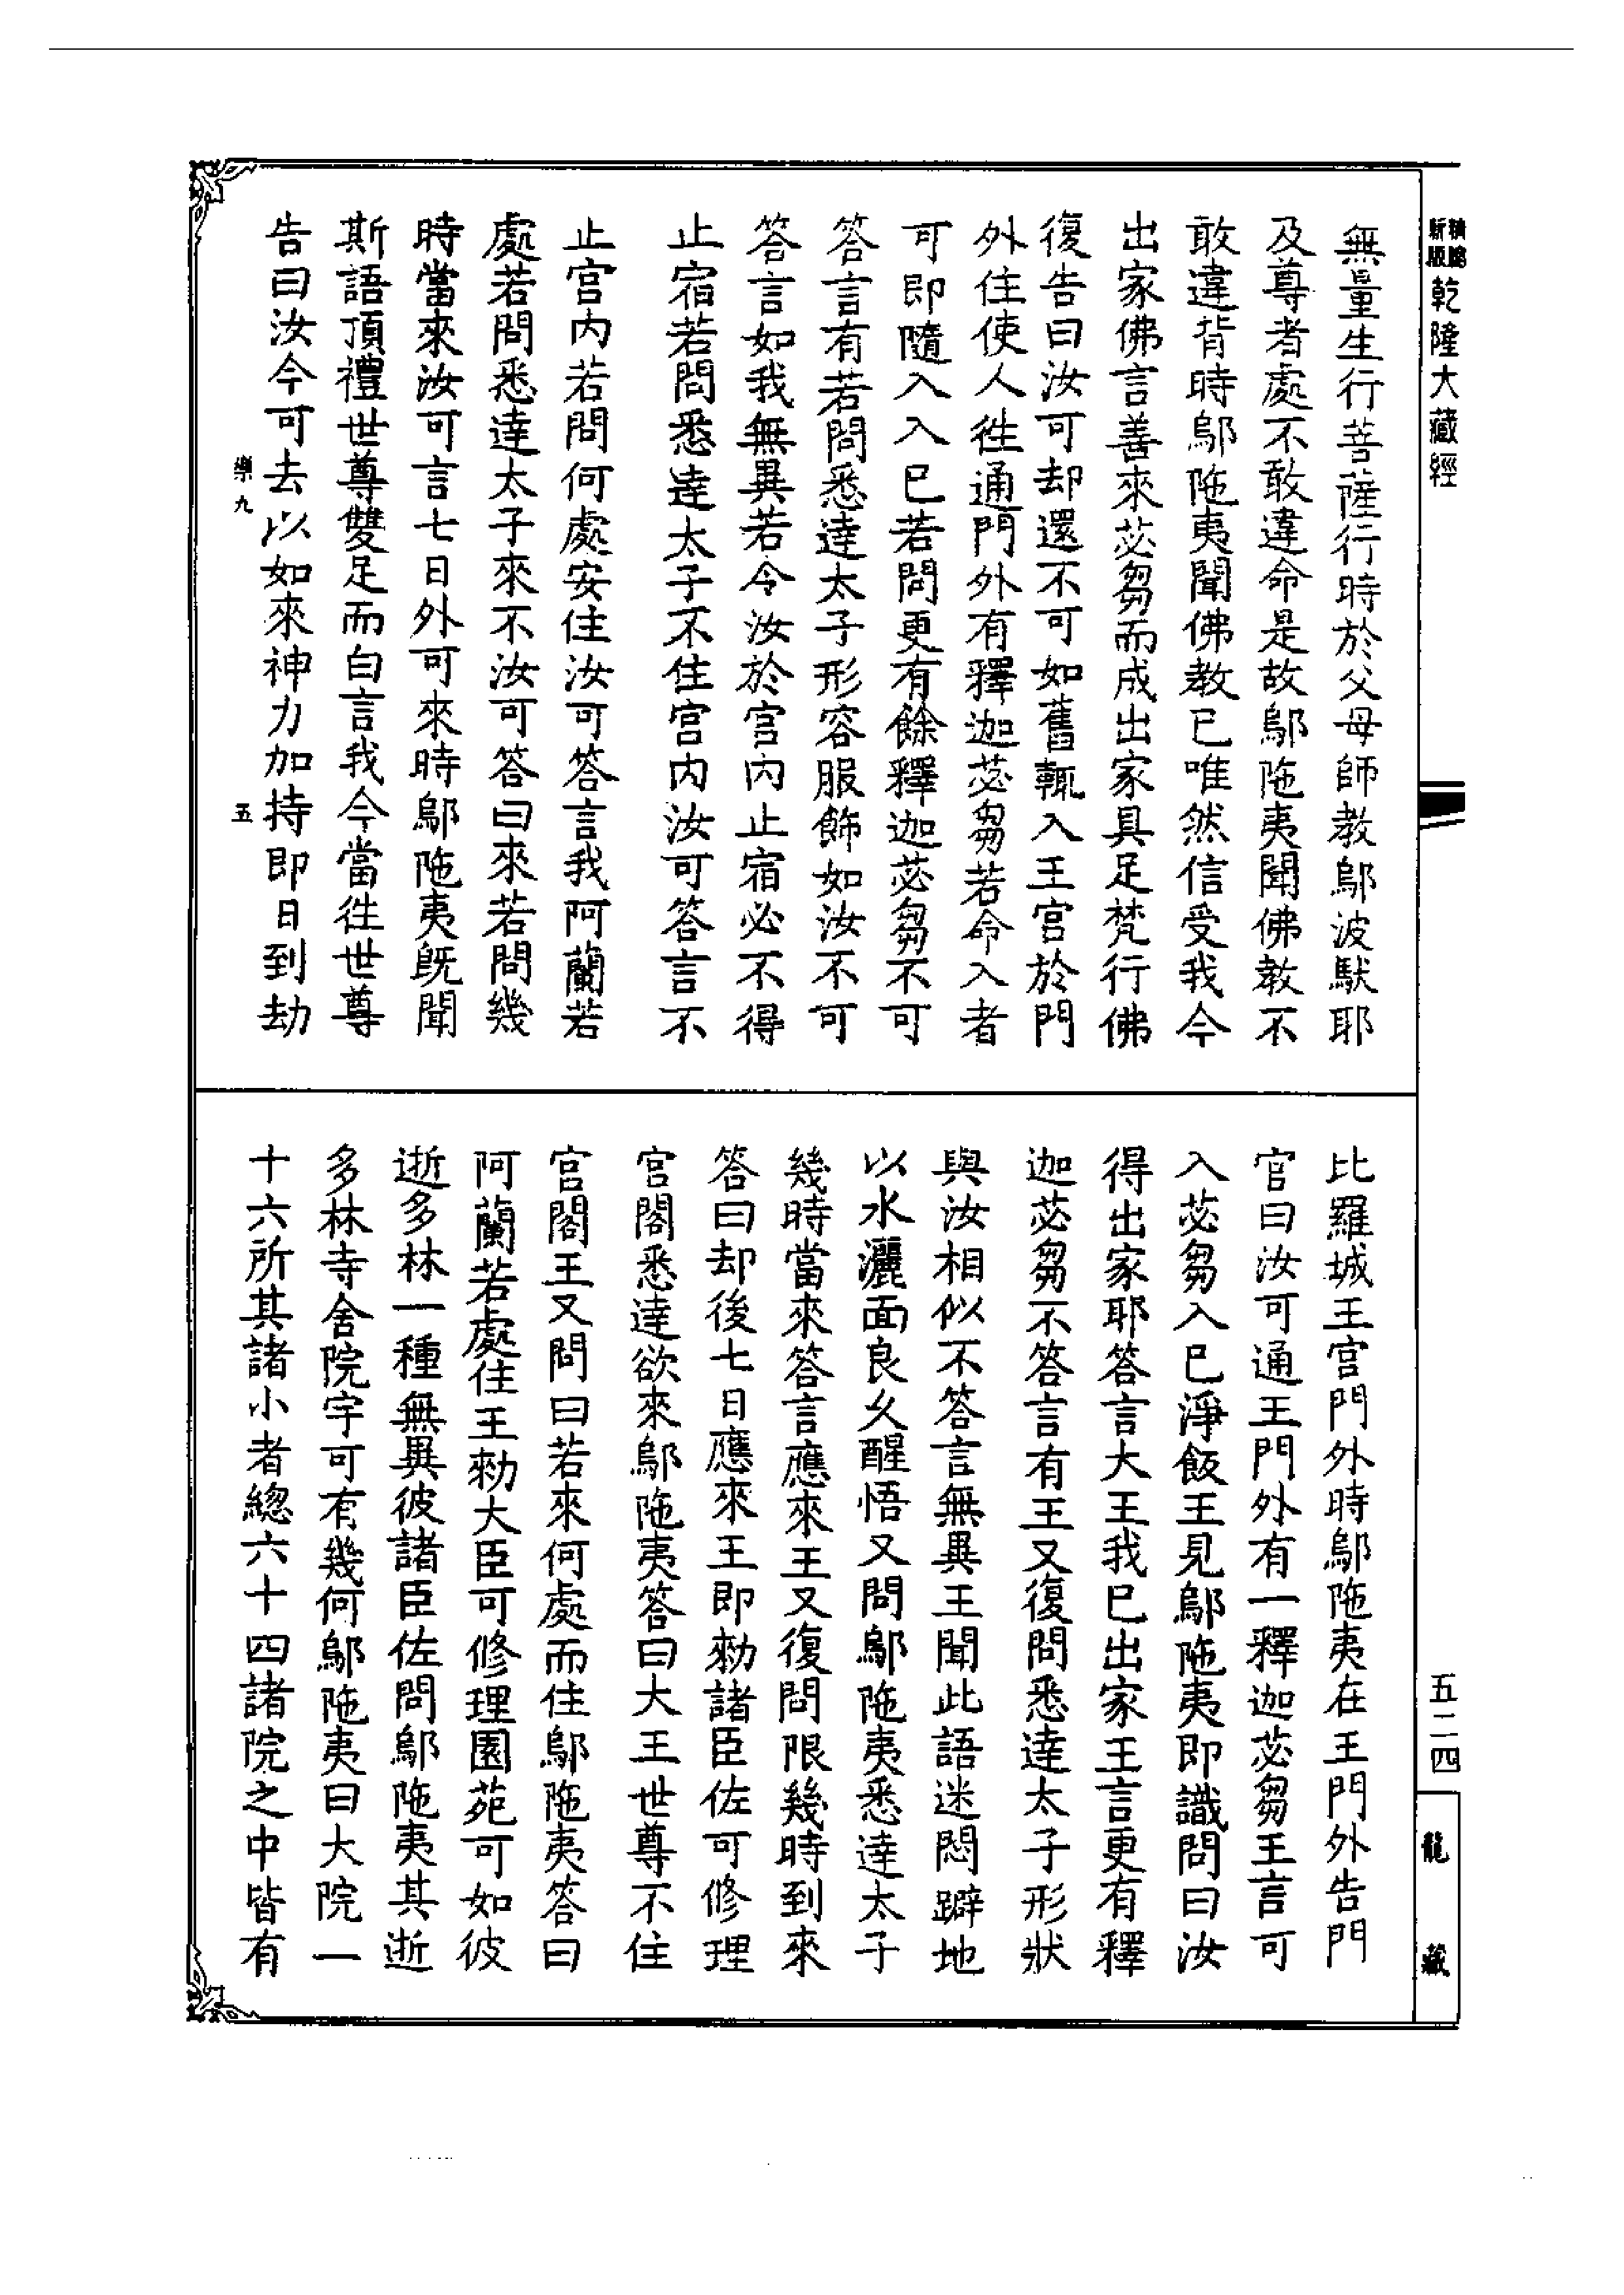 新版
精縮
乾隆大藏經
無量生行菩薩行時於父母師教鄔波馱耶
及尊者處不敢違命是故鄔陁夷聞佛教不
敢違背時鄔陁夷聞佛教已唯然信受我今
出家佛言善來苾芻而成出家具足梵行佛
復告曰汝可却還不可如舊輒入王宮於門
外住使人徃通門外有釋迦苾芻若命入者
可即隨入入已若問更有餘釋迦苾芻不可
答言有若問悉達太子形容服飾如汝不可
答言如我無異若令汝於宮內止宿必不得
止宿若問悉達太子不住宮內汝可答言不
止宮內若問何處安住汝可答言我阿蘭若
處若問悉達太子來不汝可答曰來若問幾
時當來汝可言七日外可來時鄔陁夷旣聞
斯語頂禮世尊雙足而白言我今當徃世尊
告曰汝今可去以如來神力加持即日到劫
樂九
五
比羅城王宮門外時鄔陁夷在王門外告門
官曰汝可通王門外有一釋迦苾芻王言可
入苾芻入已淨飯王見鄔陁夷即識問曰汝
得出家耶答言大王我已出家王言更有釋
迦苾芻不答言有王又復問悉達太子形狀
與汝相似不答言無異王聞此語迷悶躃地
以水灑面良久醒悟又問鄔陁夷悉達太子
幾時當來答言應來王又復問限幾時到來
答曰却後七日應來王即勑諸臣佐可修理
宮閣悉達欲來鄔陁夷答曰大王世尊不住
宮閣王又問曰若來何處而住鄔陁夷答曰
阿蘭若處住王勑大臣可修理園苑可如彼
逝多林一種無異彼諸臣佐問鄔陁夷其逝
多林寺舍院宇可有幾何鄔陁夷曰大院一
十六所其諸小者總六十四諸院之中皆有
五二四
龍藏